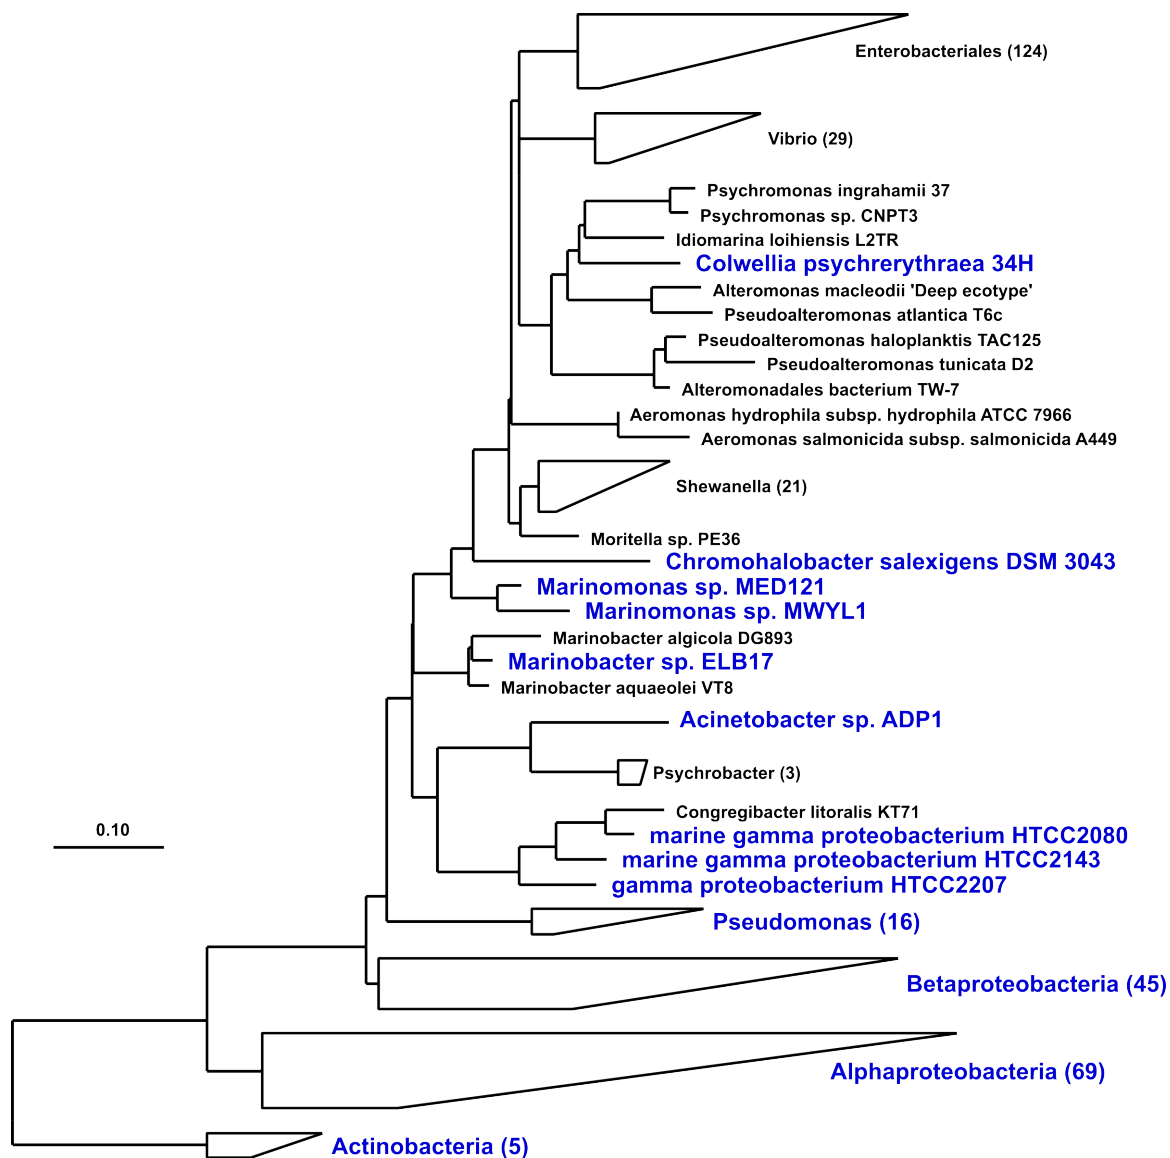 Enterobacteriales (124)
Vibrio (29)
Psychromonas ingrahamii 37
Psychromonas sp. CNPT3
Idiomarina loihiensis L2TR
Colwellia psychrerythraea 34H
Alteromonas macleodii 'Deep ecotype'
Pseudoalteromonas atlantica T6c
Pseudoalteromonas haloplanktis TAC125
Pseudoalteromonas tunicata D2
Alteromonadales bacterium TW-7
Aeromonas hydrophila subsp. hydrophila ATCC 7966
Aeromonas salmonicida subsp. salmonicida A449
Shewanella (21)
Moritella sp. PE36
Chromohalobacter salexigens DSM 3043
Marinomonas sp. MED121
Marinomonas sp. MWYL1
Marinobacter algicola DG893
Marinobacter sp. ELB17
Marinobacter aquaeolei VT8
Acinetobacter sp. ADP1
Psychrobacter (3)
Congregibacter litoralis KT71
0.10
marine gamma proteobacterium HTCC2080
marine gamma proteobacterium HTCC2143
gamma proteobacterium HTCC2207
Pseudomonas (16)
Betaproteobacteria (45)
Alphaproteobacteria (69)
Actinobacteria (5)